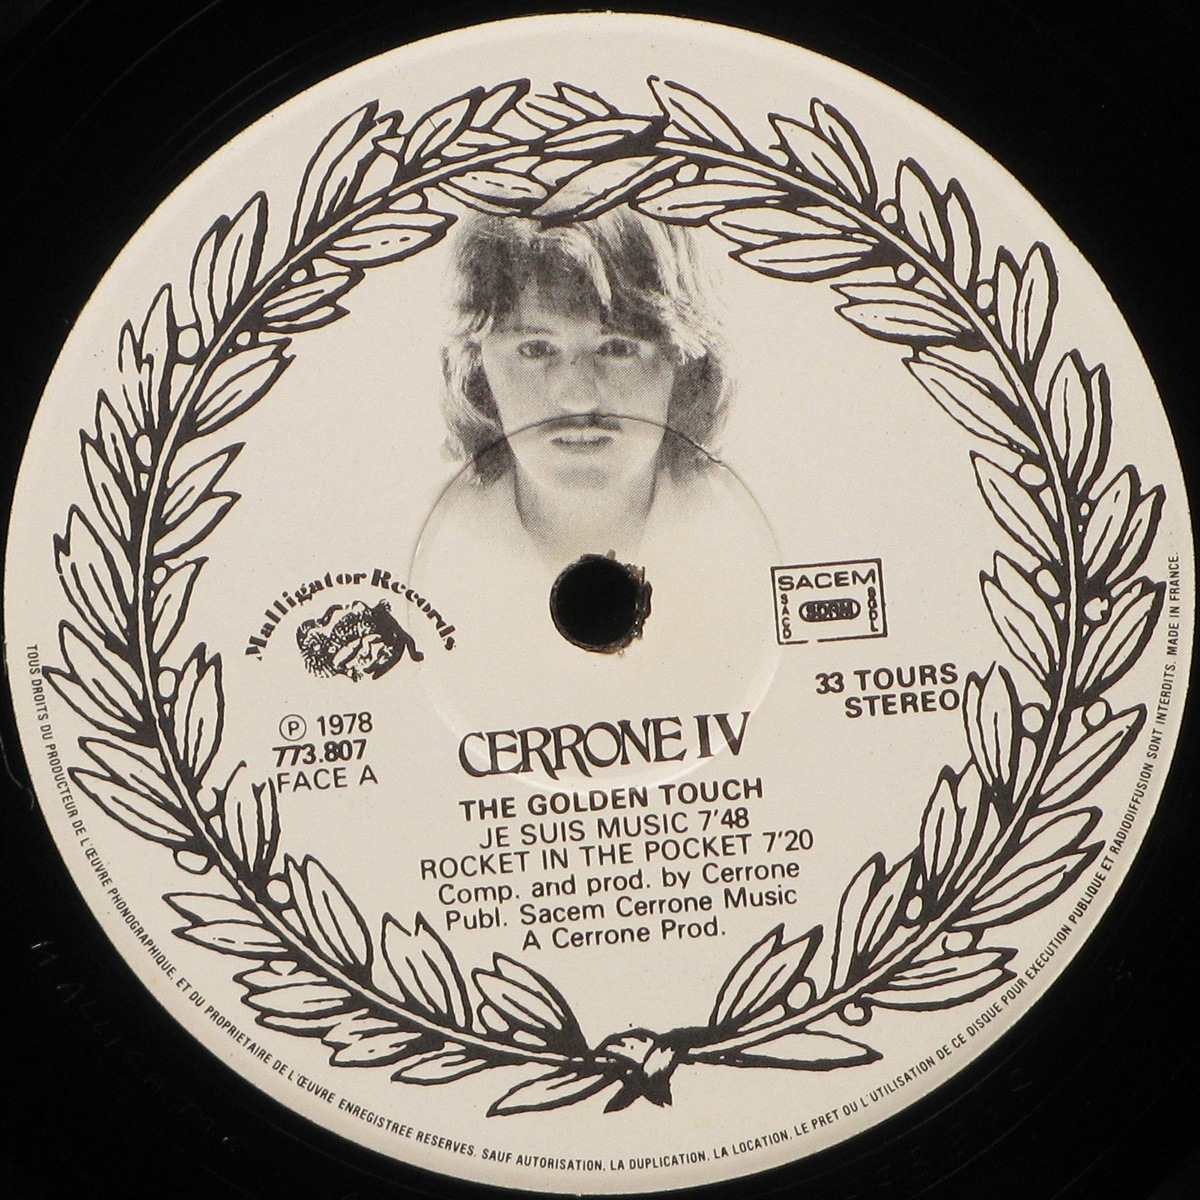 Malligator Records
SACEM
SACD
SDRM
SGDL
33 TOURS
STEREO
Ⓟ 1978
773.807
FACE A
CERRONE IV
THE GOLDEN TOUCH
JE SUIS MUSIC 7'48
ROCKET IN THE POCKET 7'20
Comp. and prod. by Cerrone
Publ. Sacem Cerrone Music
A Cerrone Prod.
TOUS DROITS DU PRODUCTEUR DE L'ŒUVRE PHONOGRAPHIQUE, ET DU PROPRIETAIRE DE L'ŒUVRE ENREGISTREE RESERVES. SAUF AUTORISATION, LA DUPLICATION, LA LOCATION, LE PRET OU L'UTILISATION DE CE DISQUE POUR EXECUTION PUBLIQUE ET RADIODIFFUSION SONT INTERDITS. MADE IN FRANCE.